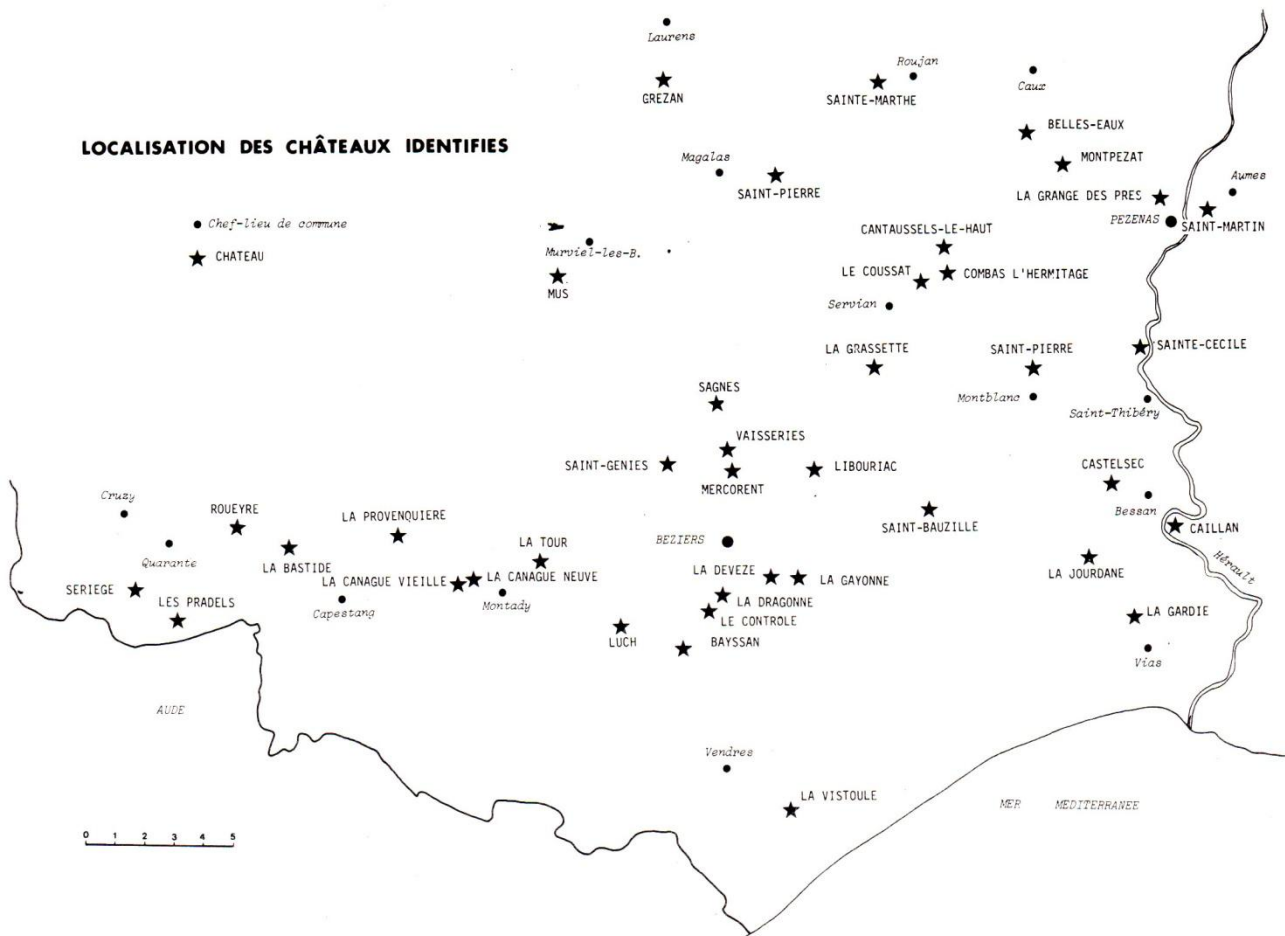 Laurens
GREZAN
Roujan
SAINTE-MARTHE
Caux
LOCALISATION DES CHÂTEAUX IDENTIFIES
BELLES-EAUX
MONTPEZAT
Magalas
SAINT-PIERRE
Aumes
LA GRANGE DES PRES
PEZENAS
SAINT-MARTIN
Chef-lieu de commune
CHATEAU
Murviel-les-B.
MUS
CANTAUSSELS-LE-HAUT
LE COUSSAT
COMBAS L'HERMITAGE
Servian
LA GRASSETTE
SAINT-PIERRE
SAINTE-CECILE
Montblanc
Saint-Thibéry
SAGNES
VAISSERIES
SAINT-GENIES
MERCORENT
LIBOURIAC
CASTELSEC
Bessan
Cruzy
ROUEYRE
LA PROVENQUIERE
SAINT-BAUZILLE
CAILLAN
Quarante
LA BASTIDE
LA TOUR
BEZIERS
Hérault
SERIEGE
LES PRADELS
LA CANAGUE VIEILLE
LA CANAGUE NEUVE
Capestang
Montady
LA DEVEZE
LA GAYONNE
LA JOURDANE
LA DRAGONNE
LE CONTROLE
LUCH
BAYSSAN
LA GARDIE
Vias
AUDE
Vendres
LA VISTOULE
MER MEDITERRANEE
0 1 2 3 4 5